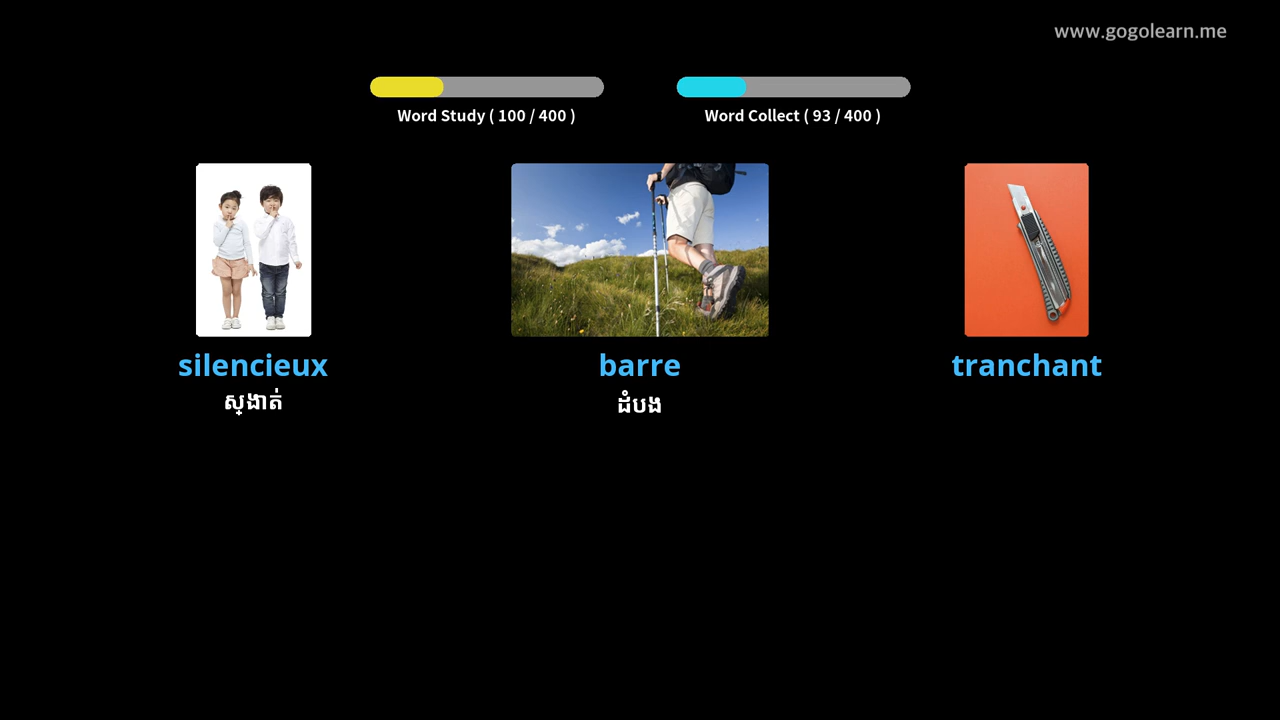 www.gogolearn.me
Word Study ( 100 / 400 )
Word Collect ( 93 / 400 )
silencieux
ស្ងាត់
barre
ដំបង
tranchant